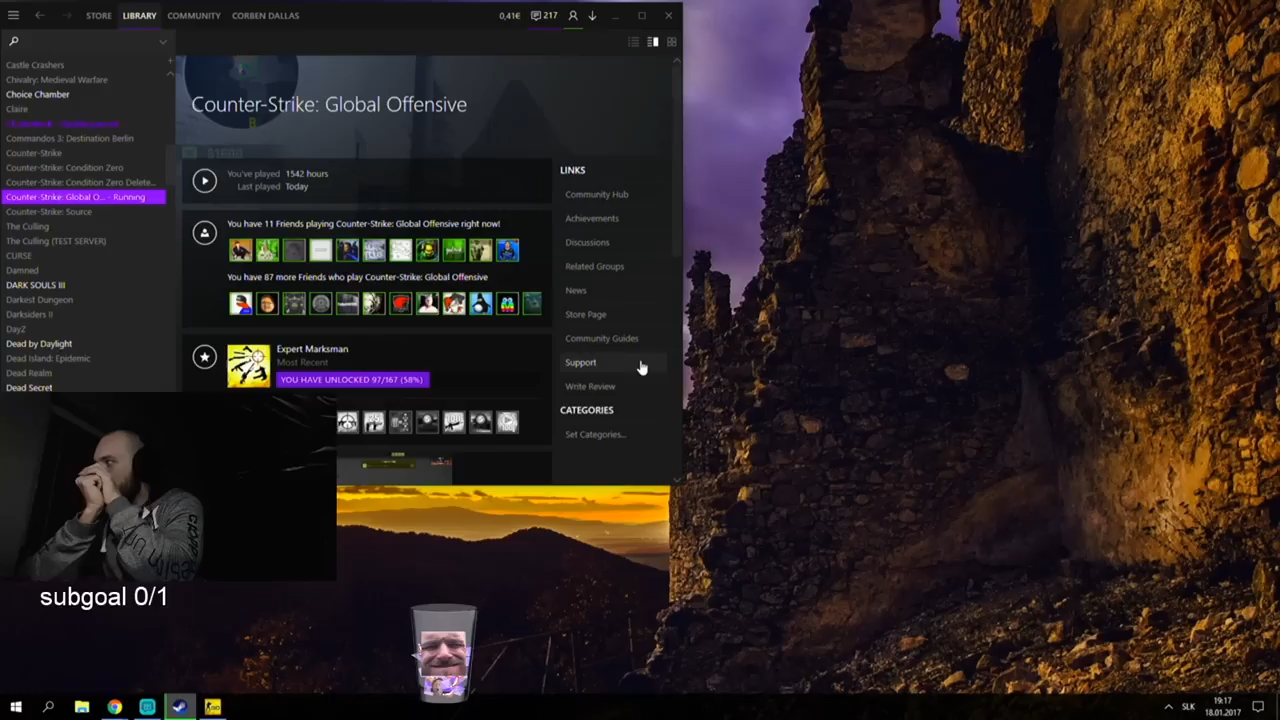 STORE LIBRARY COMMUNITY CORBEN DALLAS 0,41€ 217
Castle Crashers
Chivalry: Medieval Warfare
Choice Chamber
Claire
Commandos 3: Destination Berlin
Counter-Strike
Counter-Strike: Condition Zero
Counter-Strike: Condition Zero Delete...
Counter-Strike: Global O... - Running
Counter-Strike: Source
The Culling
The Culling (TEST SERVER)
CURSE
Damned
DARK SOULS III
Darkest Dungeon
Darksiders II
DayZ
Dead by Daylight
Dead Island: Epidemic
Dead Realm
Dead Secret
Counter-Strike: Global Offensive
You've played 1542 hours
Last played Today
You have 11 Friends playing Counter-Strike: Global Offensive right now!
You have 87 more Friends who play Counter-Strike: Global Offensive
Expert Marksman
Most Recent
YOU HAVE UNLOCKED 97/167 (58%)
LINKS
Community Hub
Achievements
Discussions
Related Groups
News
Store Page
Community Guides
Support
Write Review
CATEGORIES
Set Categories...
subgoal 0/1
SLK
19:17
18.01.2017